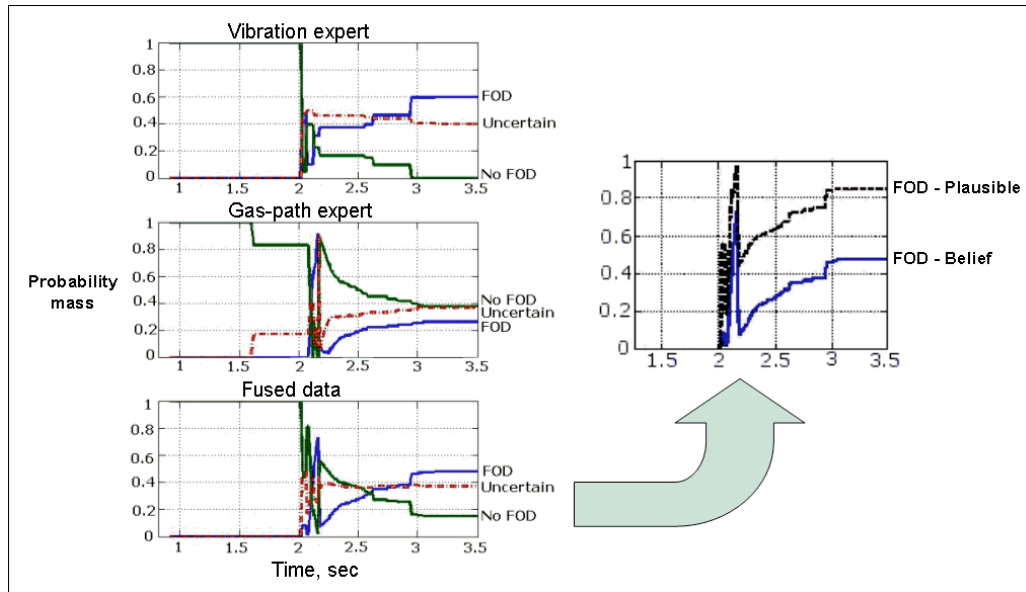 Vibration expert
1
0.8
0.6
0.4
0.2
0
1
1.5
2
2.5
3
3.5
FOD
Uncertain
No FOD
Gas-path expert
1
0.8
0.6
0.4
0.2
0
1
1.5
2
2.5
3
3.5
No FOD
Uncertain
FOD
Probability
mass
Fused data
1
0.8
0.6
0.4
0.2
0
1
1.5
2
2.5
3
3.5
FOD
Uncertain
No FOD
Time, sec
1
0.8
0.6
0.4
0.2
0
1.5
2
2.5
3
3.5
FOD - Plausible
FOD - Belief